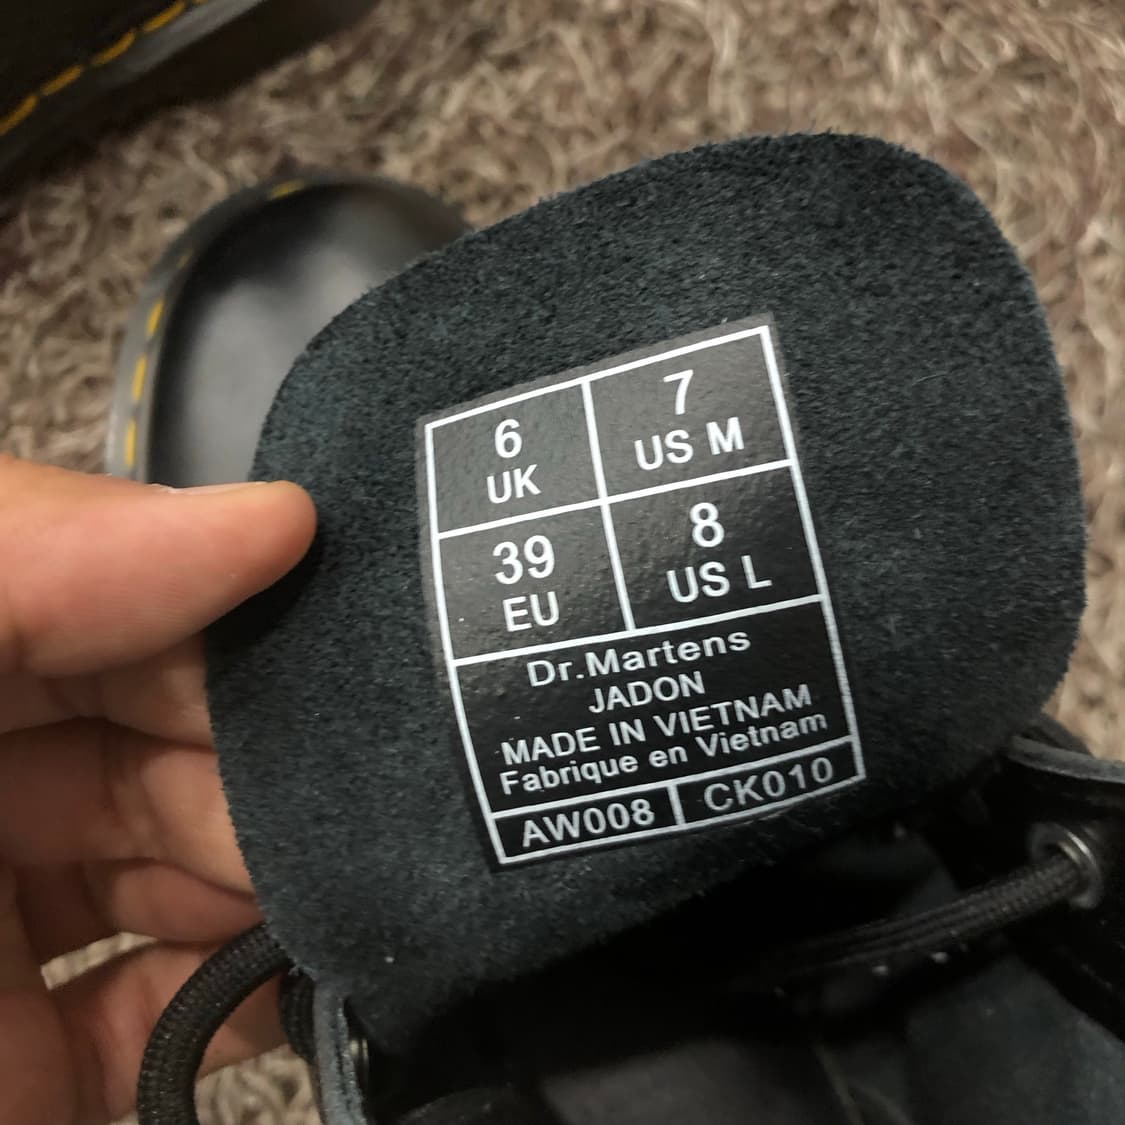 6
UK
7
US M
39
EU
8
US L
Dr.Martens
JADON
MADE IN VIETNAM
Fabrique en Vietnam
AW008
CK010